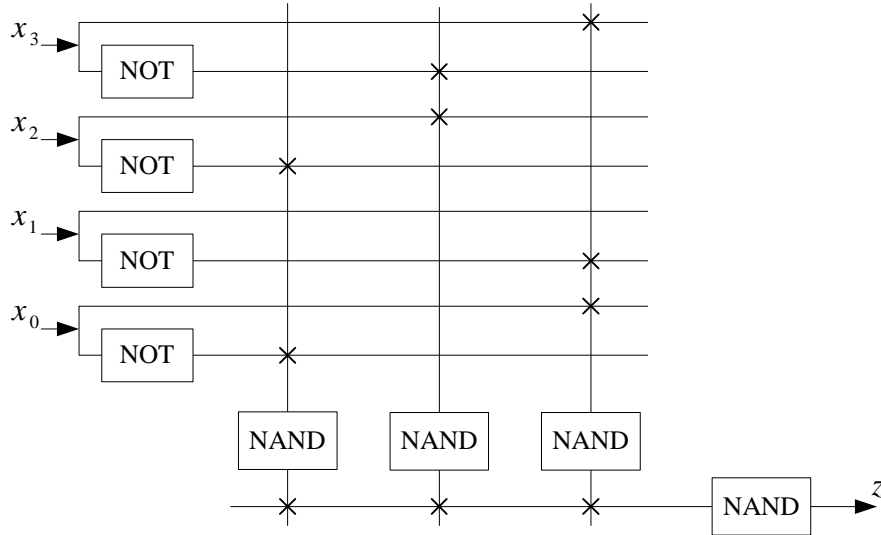 x₃
NOT
x₂
NOT
x₁
NOT
x₀
NOT
NAND NAND NAND
z
NAND